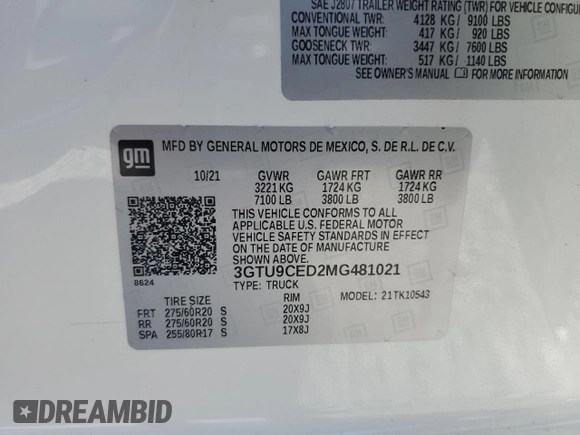 SAE J2807 TRAILER WEIGHT RATING (TWR) FOR VEHICLE CONFIGU
CONVENTIONAL TWR: 4128 KG / 9100 LBS
MAX TONGUE WEIGHT: 417 KG / 920 LBS
GOOSENECK TWR: 3447 KG / 7600 LBS
MAX TONGUE WEIGHT: 517 KG / 1140 LBS
SEE OWNER'S MANUAL FOR MORE INFORMATION
gm MFD BY GENERAL MOTORS DE MEXICO, S. DE R.L. DE C.V.
10/21 GVWR GAWR FRT GAWR RR
3221 KG 1724 KG 1724 KG
7100 LB 3800 LB 3800 LB
THIS VEHICLE CONFORMS TO ALL
APPLICABLE U.S. FEDERAL MOTOR
VEHICLE SAFETY STANDARDS IN EFFECT
ON THE DATE OF MANUFACTURE
SHOWN ABOVE.
3GTU9CED2MG481021
8624 TYPE: TRUCK
TIRE SIZE RIM MODEL: 21TK10543
FRT 275/60R20 S 20X9J
RR 275/60R20 S 20X9J
SPA 255/80R17 S 17X8J
DREAMBID